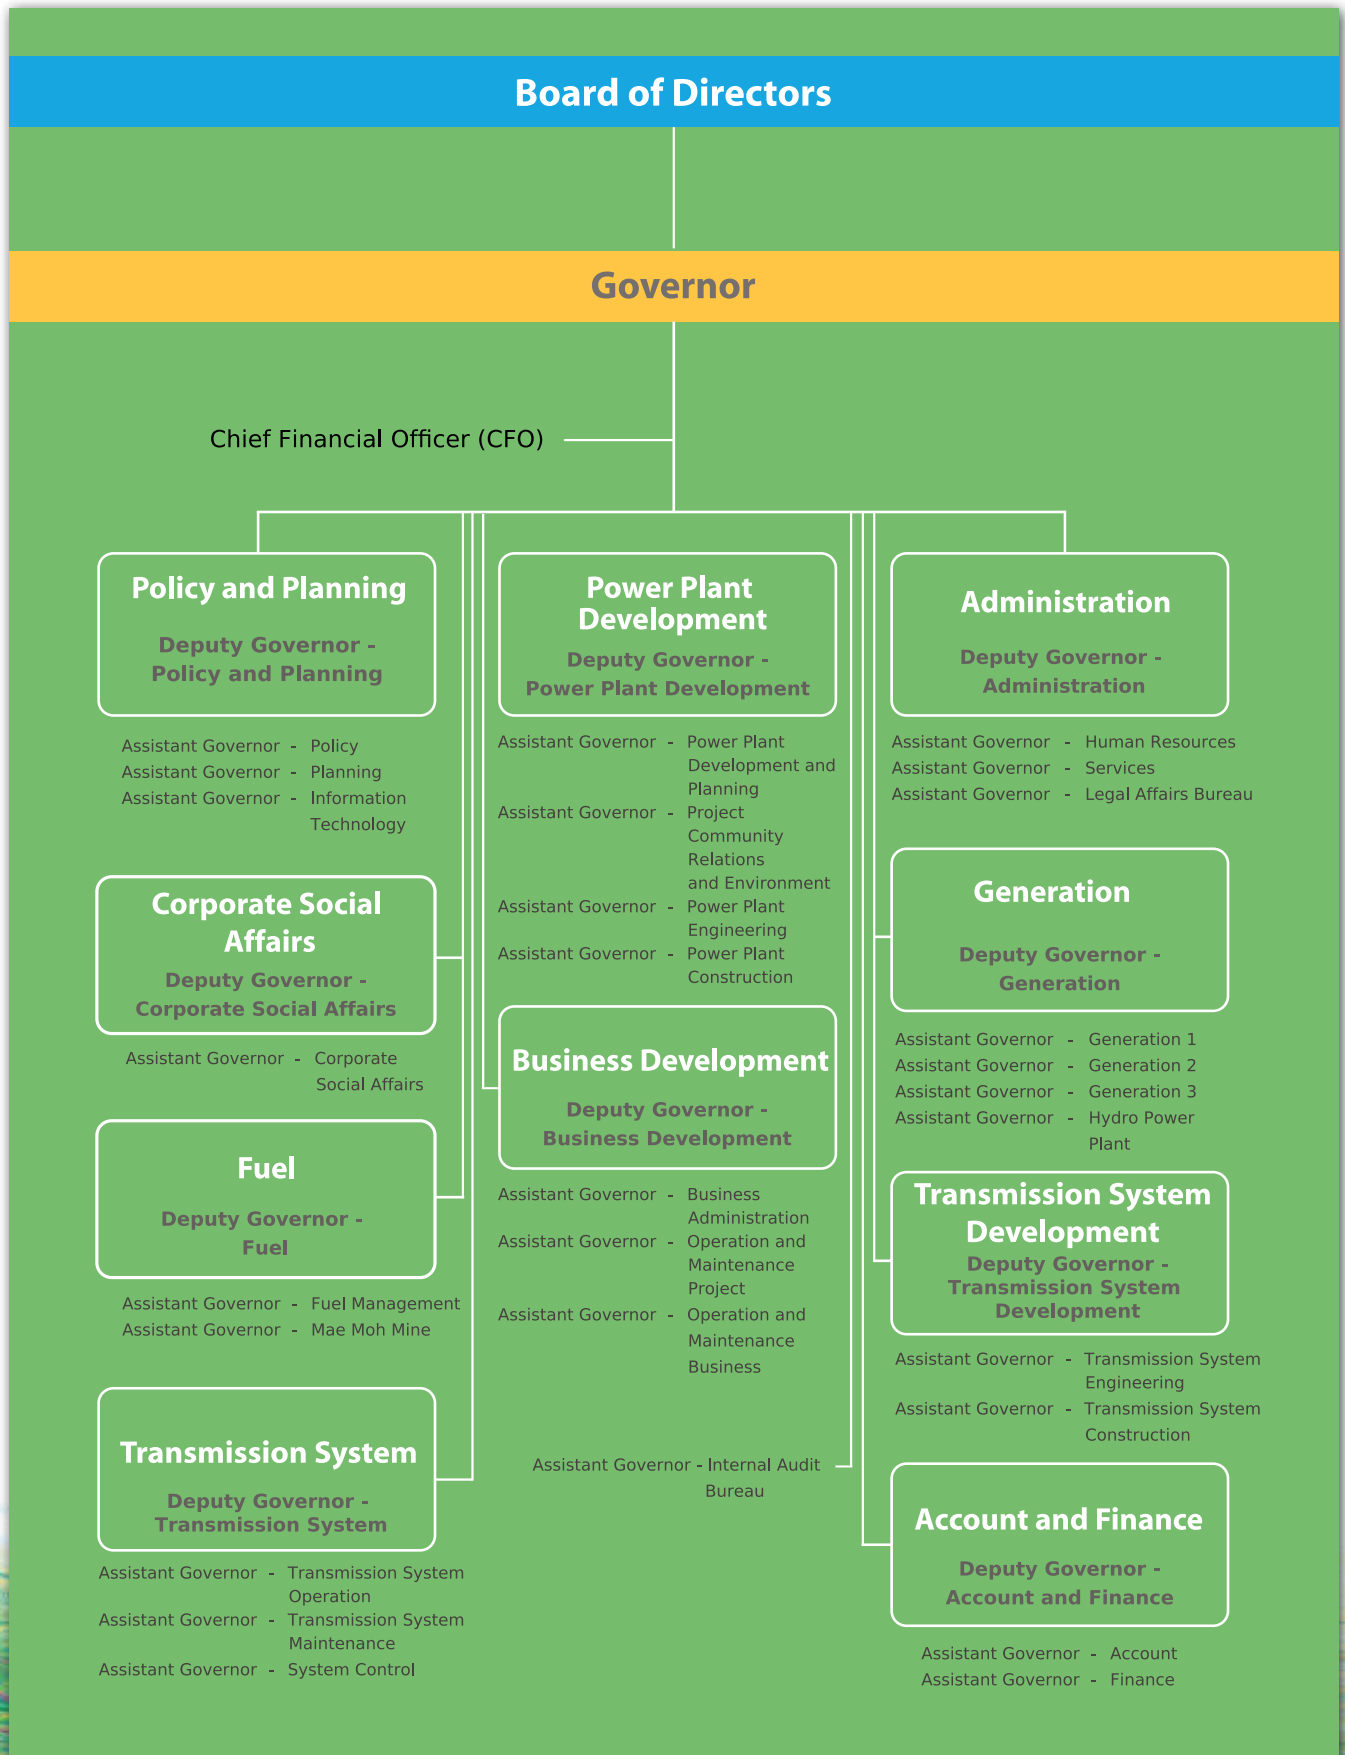 Board of Directors
Governor
Chief Financial Officer (CFO)
Policy and Planning
Deputy Governor -
Policy and Planning
Assistant Governor - Policy
Assistant Governor - Planning
Assistant Governor - Information
Technology
Corporate Social
Affairs
Deputy Governor -
Corporate Social Affairs
Assistant Governor - Corporate
Social Affairs
Fuel
Deputy Governor -
Fuel
Assistant Governor - Fuel Management
Assistant Governor - Mae Moh Mine
Transmission System
Deputy Governor -
Transmission System
Assistant Governor - Transmission System
Operation
Assistant Governor - Transmission System
Maintenance
Assistant Governor - System Control
Power Plant
Development
Deputy Governor -
Power Plant Development
Assistant Governor - Power Plant
Development and
Planning
Assistant Governor - Project
Community
Relations
and Environment
Assistant Governor - Power Plant
Engineering
Assistant Governor - Power Plant
Construction
Business Development
Deputy Governor -
Business Development
Assistant Governor - Business
Administration
Assistant Governor - Operation and
Maintenance
Project
Assistant Governor - Operation and
Maintenance
Business
Assistant Governor - Internal Audit
Bureau
Administration
Deputy Governor -
Administration
Assistant Governor - Human Resources
Assistant Governor - Services
Assistant Governor - Legal Affairs Bureau
Generation
Deputy Governor -
Generation
Assistant Governor - Generation 1
Assistant Governor - Generation 2
Assistant Governor - Generation 3
Assistant Governor - Hydro Power
Plant
Transmission System
Development
Deputy Governor -
Transmission System
Development
Assistant Governor - Transmission System
Engineering
Assistant Governor - Transmission System
Construction
Account and Finance
Deputy Governor -
Account and Finance
Assistant Governor - Account
Assistant Governor - Finance